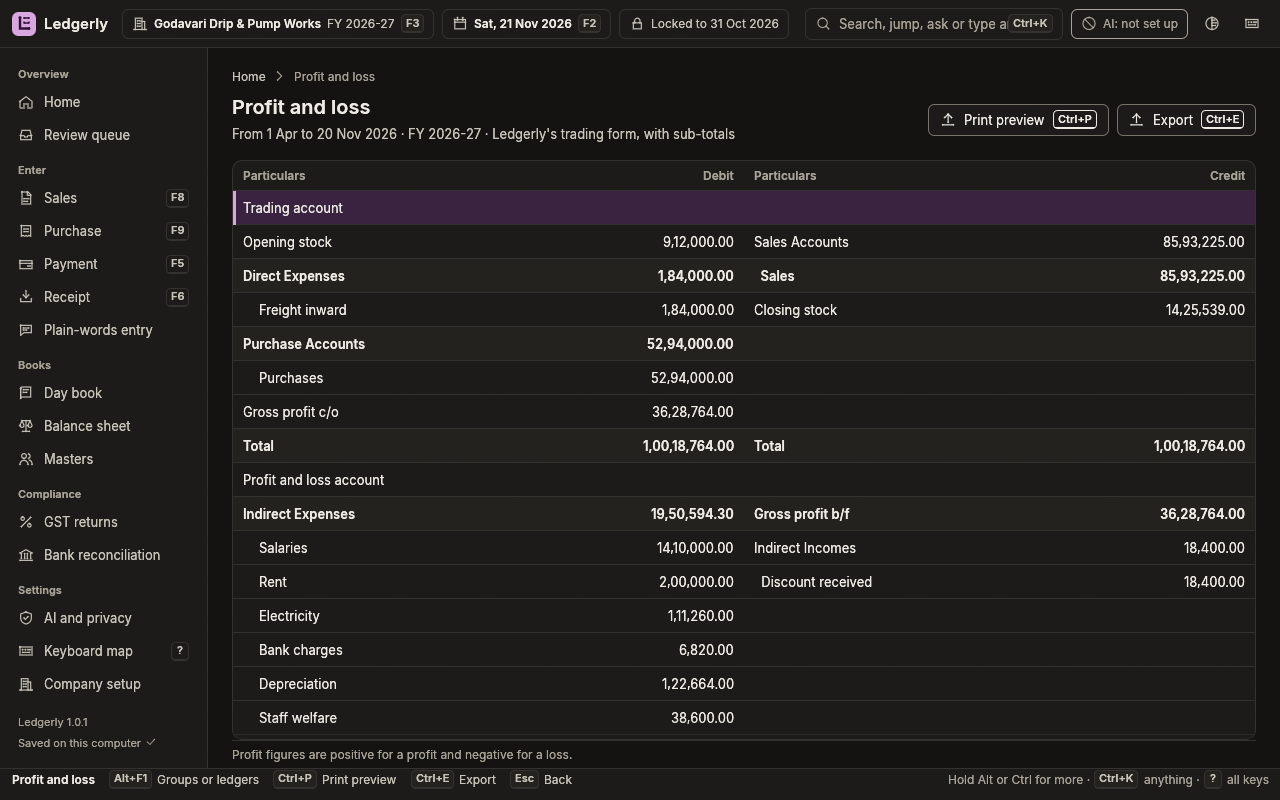 Ledgerly
Godavari Drip & Pump Works FY 2026-27 F3
Sat, 21 Nov 2026 F2
Locked to 31 Oct 2026
Search, jump, ask or type a Ctrl+K
AI: not set up
Overview
Home
Review queue
Enter
Sales F8
Purchase F9
Payment F5
Receipt F6
Plain-words entry
Books
Day book
Balance sheet
Masters
Compliance
GST returns
Bank reconciliation
Settings
AI and privacy
Keyboard map ?
Company setup
Ledgerly 1.0.1
Saved on this computer
Home > Profit and loss
Profit and loss
From 1 Apr to 20 Nov 2026 · FY 2026-27 · Ledgerly's trading form, with sub-totals
Print preview Ctrl+P
Export Ctrl+E
Particulars Debit Particulars Credit
Trading account
Opening stock 9,12,000.00 Sales Accounts 85,93,225.00
Direct Expenses 1,84,000.00 Sales 85,93,225.00
Freight inward 1,84,000.00 Closing stock 14,25,539.00
Purchase Accounts 52,94,000.00
Purchases 52,94,000.00
Gross profit c/o 36,28,764.00
Total 1,00,18,764.00 Total 1,00,18,764.00
Profit and loss account
Indirect Expenses 19,50,594.30 Gross profit b/f 36,28,764.00
Salaries 14,10,000.00 Indirect Incomes 18,400.00
Rent 2,00,000.00 Discount received 18,400.00
Electricity 1,11,260.00
Bank charges 6,820.00
Depreciation 1,22,664.00
Staff welfare 38,600.00
Profit figures are positive for a profit and negative for a loss.
Profit and loss Alt+F1 Groups or ledgers Ctrl+P Print preview Ctrl+E Export Esc Back
Hold Alt or Ctrl for more · Ctrl+K anything · ? all keys